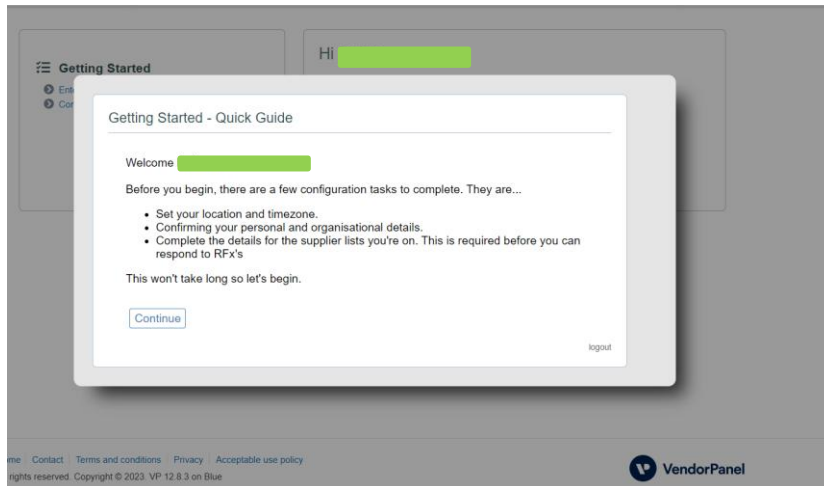 Hi
Getting Started
Getting Started - Quick Guide
Welcome
Before you begin, there are a few configuration tasks to complete. They are...
• Set your location and timezone.
• Confirming your personal and organisational details.
• Complete the details for the supplier lists you're on. This is required before you can
respond to RFx's
This won't take long so let's begin.
Continue
logout
Contact Terms and conditions Privacy Acceptable use policy
rights reserved. Copyright © 2023. VP 12.8.3 on Blue
VendorPanel